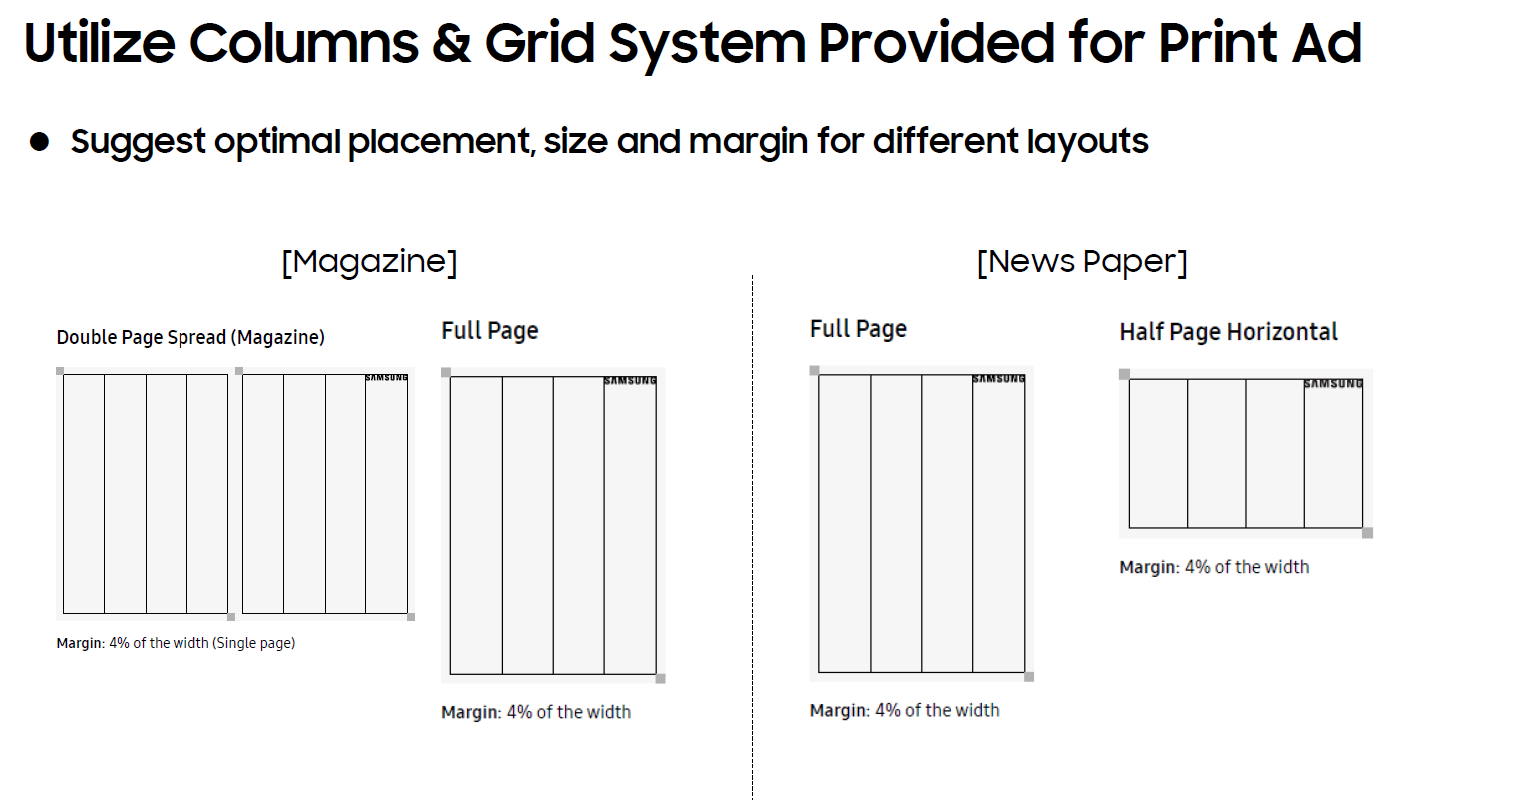 Utilize Columns & Grid System Provided for Print Ad
● Suggest optimal placement, size and margin for different layouts
[Magazine]
Double Page Spread (Magazine)
SAMSUNG
Margin: 4% of the width (Single page)
Full Page
SAMSUNG
Margin: 4% of the width
[News Paper]
Full Page
SAMSUNG
Margin: 4% of the width
Half Page Horizontal
SAMSUNG
Margin: 4% of the width